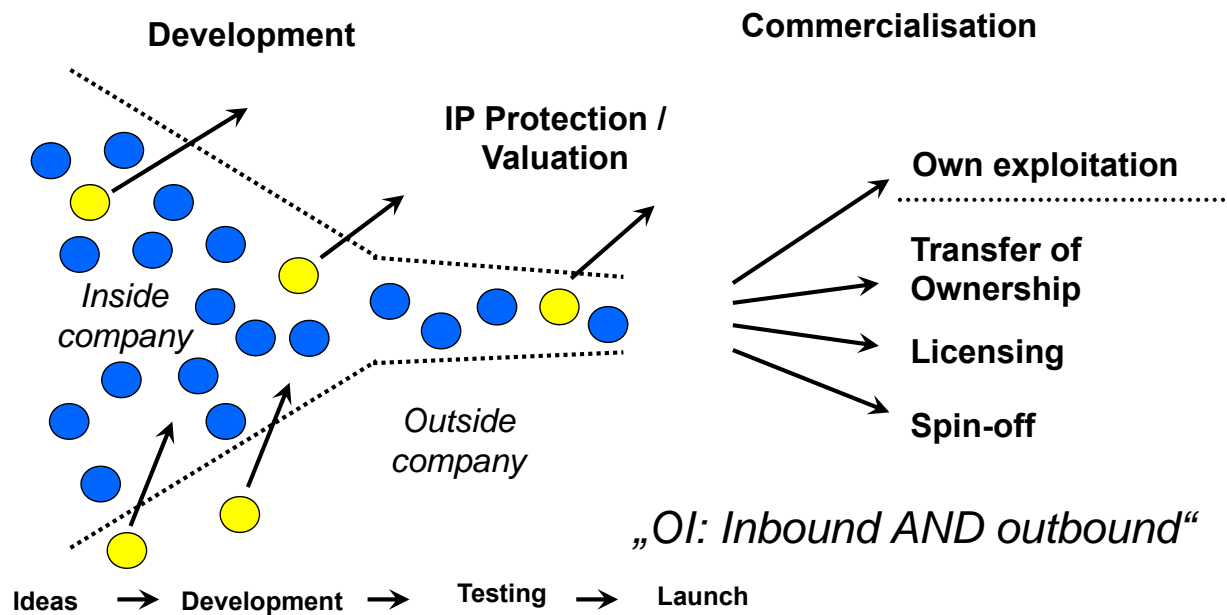 Development
Commercialisation
IP Protection /
Valuation
Own exploitation
Transfer of
Ownership
Inside
company
Licensing
Outside
company
Spin-off
„OI: Inbound AND outbound“
Ideas
Development
Testing
Launch